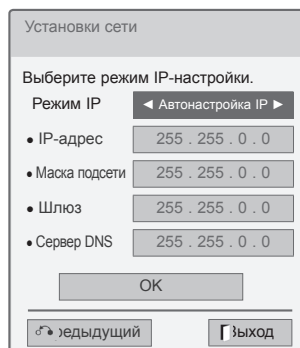 Установки сети
Выберите режим IP-настройки.
Режим IP ◄ Автонастройка IP ►
• IP-адрес 255 . 255 . 0 . 0
• Маска подсети 255 . 255 . 0 . 0
• Шлюз 255 . 255 . 0 . 0
• Сервер DNS 255 . 255 . 0 . 0
OK
редыдущий Выход